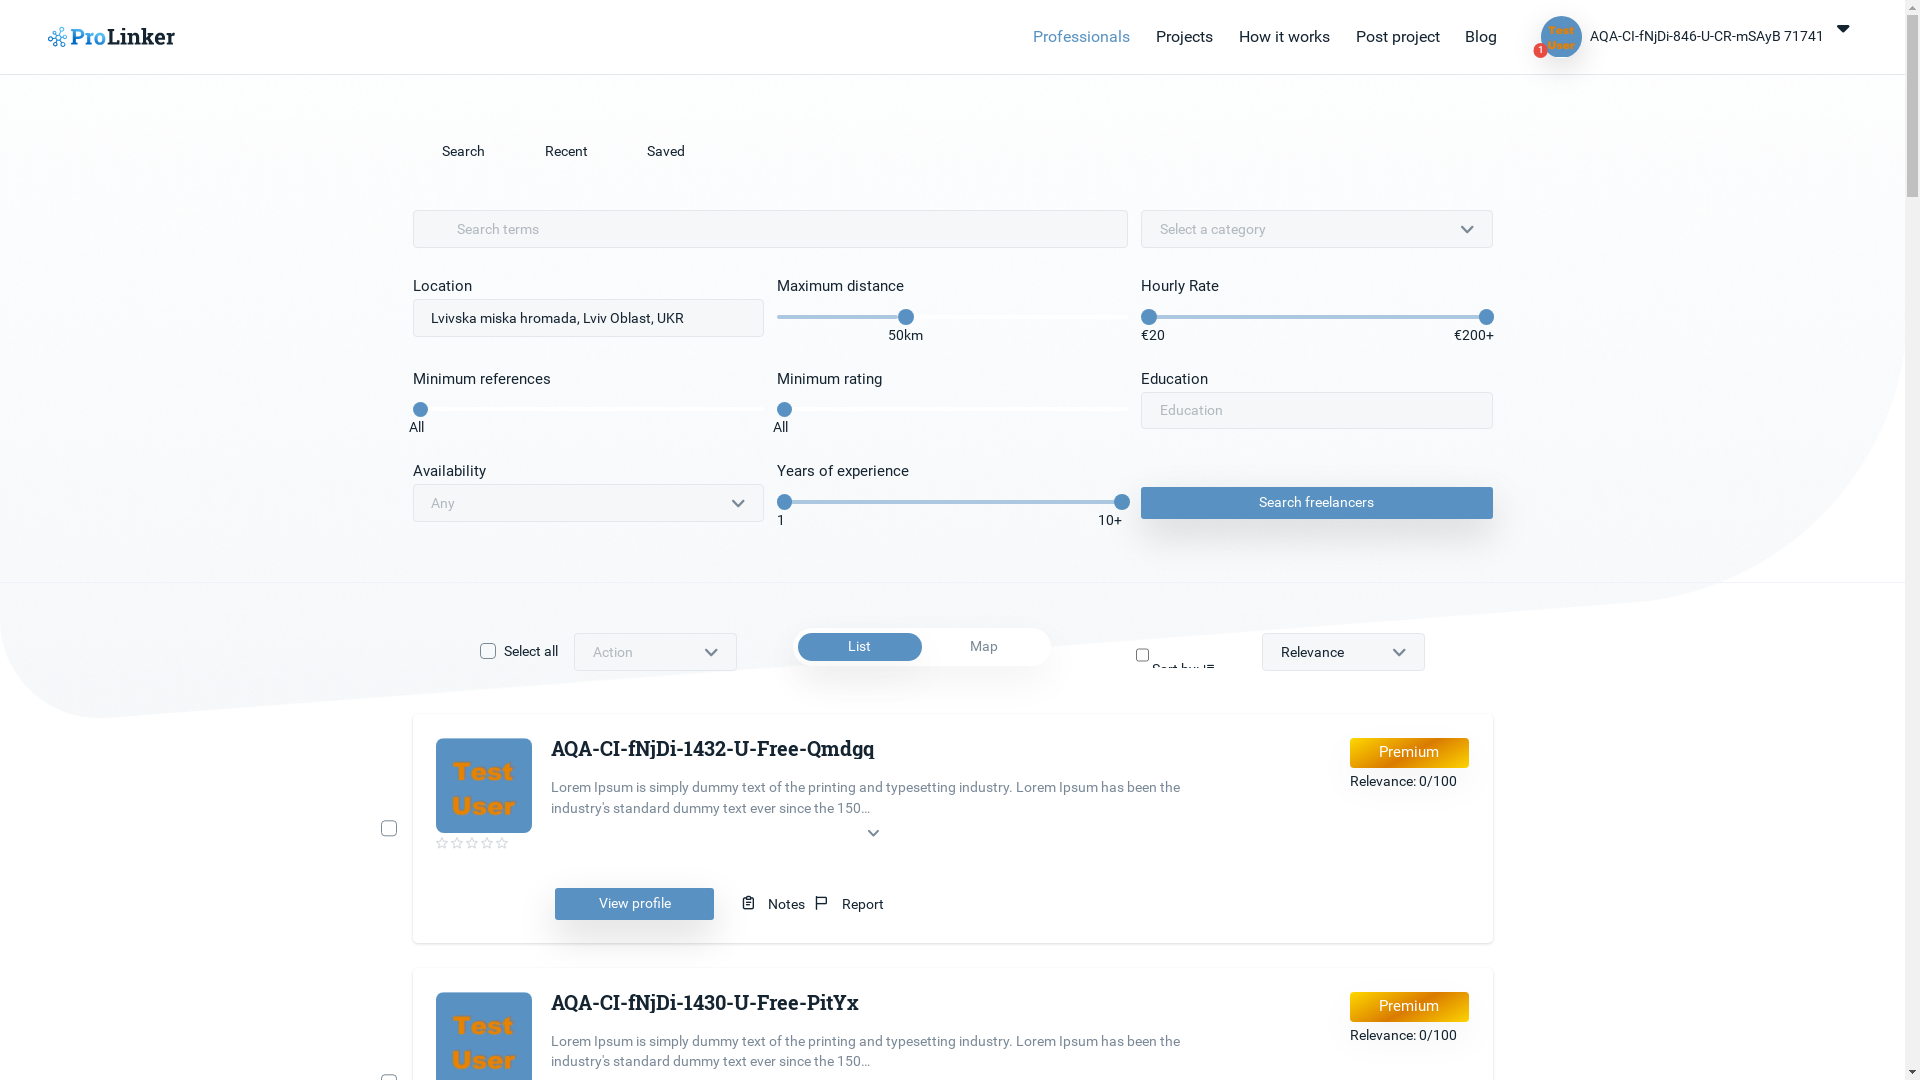 ProLinker
Professionals
Projects
How it works
Post project
Blog
Test
User
1
AQA-CI-fNjDi-846-U-CR-mSAyB 71741
Search
Recent
Saved
Search terms
Select a category
Location
Maximum distance
Hourly Rate
Lvivska miska hromada, Lviv Oblast, UKR
50km
€20
€200+
Minimum references
Minimum rating
Education
All
All
Education
Availability
Years of experience
Any
1
10+
Search freelancers
Select all
Action
List
Map
Sort by:
Relevance
Test
User
AQA-CI-fNjDi-1432-U-Free-Qmdgq
Premium
Relevance: 0/100
Lorem Ipsum is simply dummy text of the printing and typesetting industry. Lorem Ipsum has been the
industry's standard dummy text ever since the 150...
View profile
Notes
Report
Test
User
AQA-CI-fNjDi-1430-U-Free-PitYx
Premium
Relevance: 0/100
Lorem Ipsum is simply dummy text of the printing and typesetting industry. Lorem Ipsum has been the
industry's standard dummy text ever since the 150...